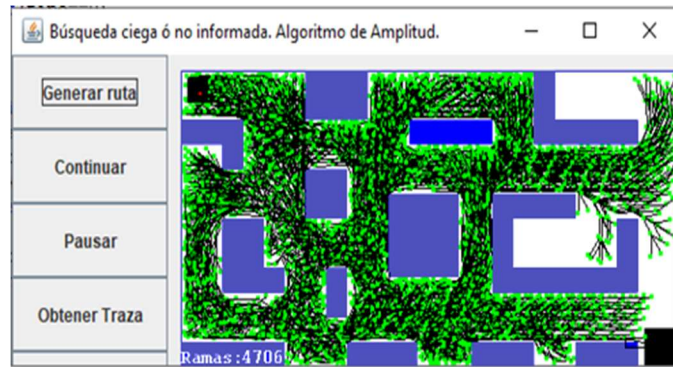 Búsqueda ciega ó no informada. Algoritmo de Amplitud.
Generar ruta
Continuar
Pausar
Obtener Traza
Ramas:4706